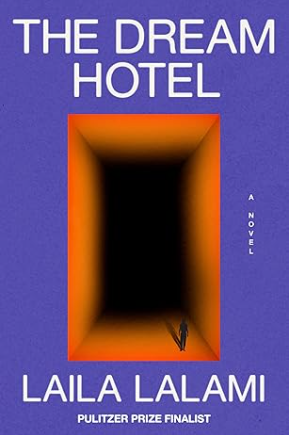 THE DREAM
HOTEL
A NOVEL
LAILA LALAMI
PULITZER PRIZE FINALIST